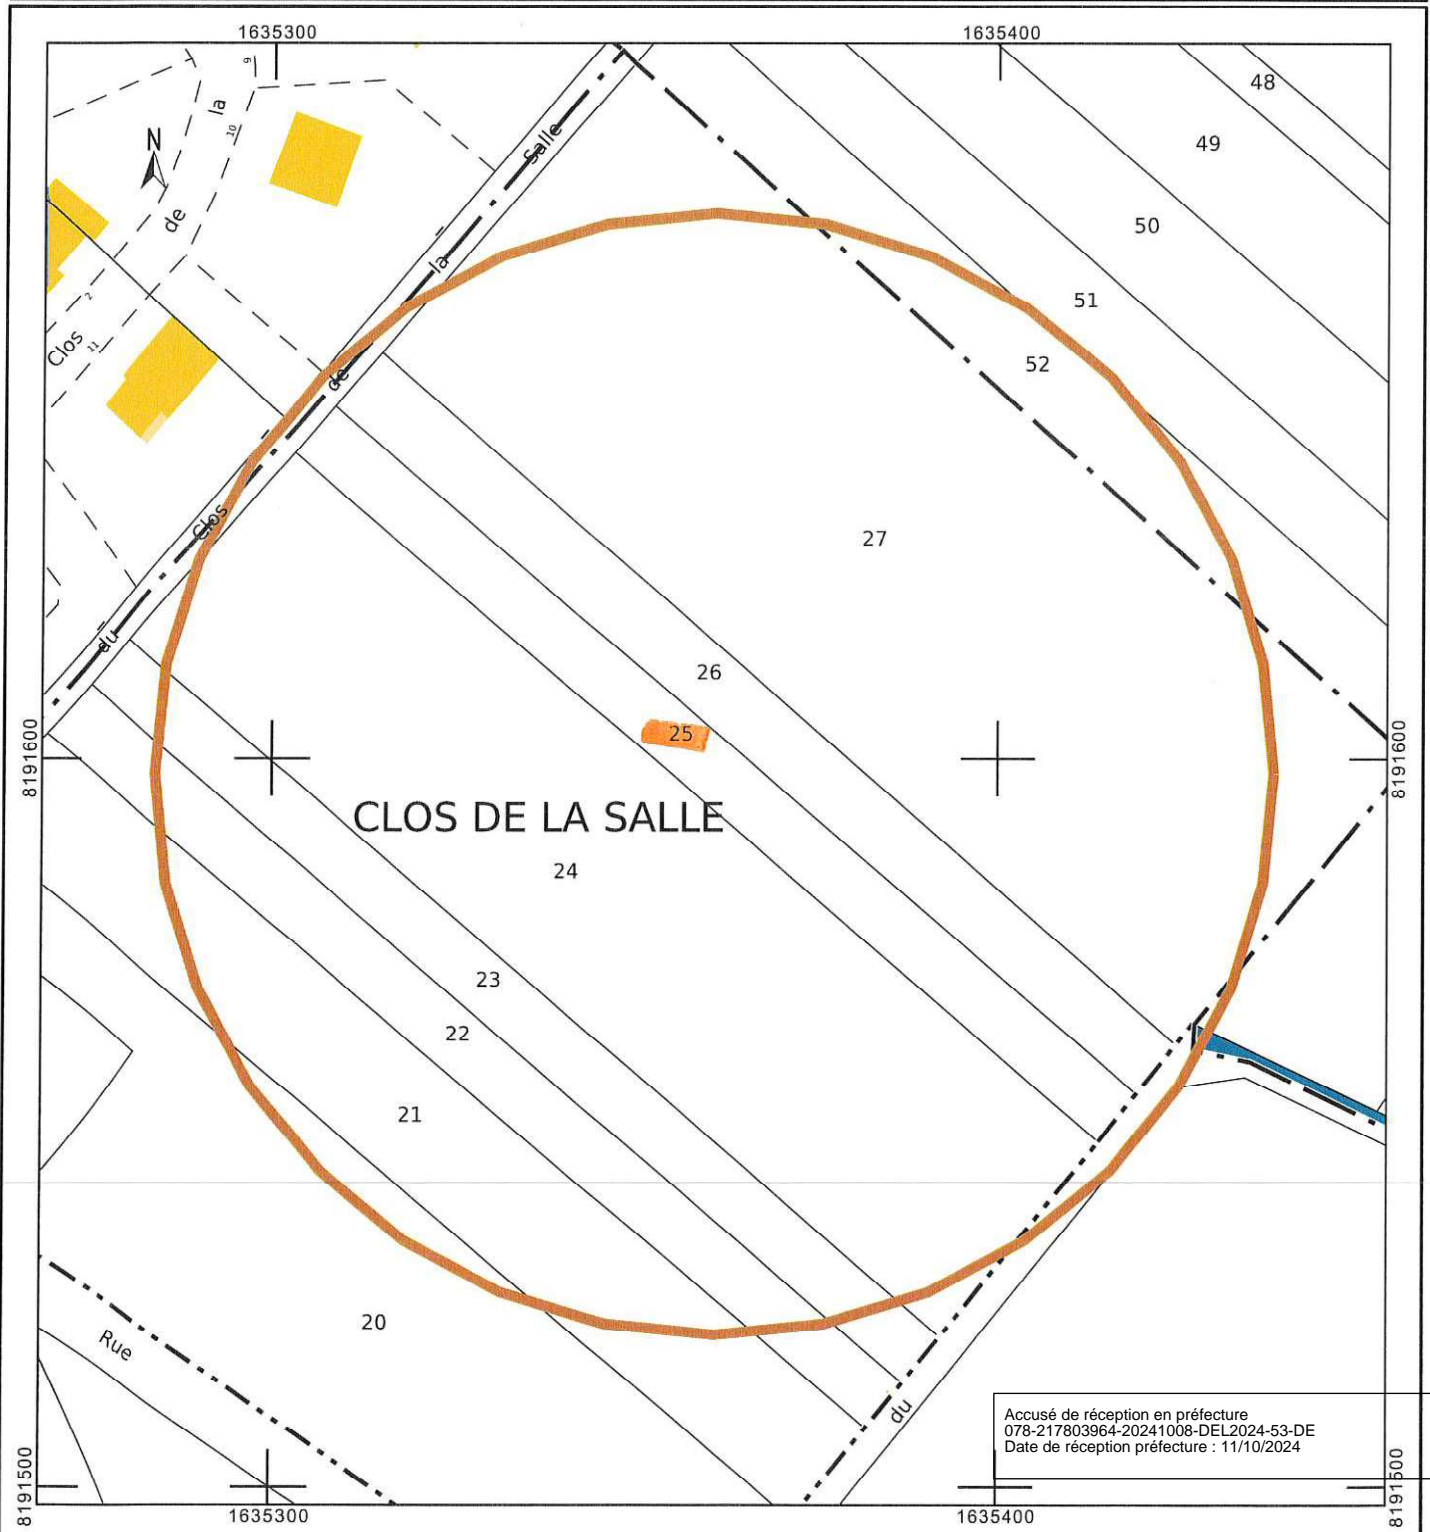 1635300
1635400
9
48
la
10
49
N
Salle
de
50
la
2
51
Clos
11
52
de
Clos
27
du
26
25
8191600
8191600
CLOS DE LA SALLE
24
23
22
21
20
Rue
du
Accusé de réception en préfecture
078-217803964-20241008-DEL2024-53-DE
Date de réception préfecture : 11/10/2024
8191500
8191500
1635300
1635400